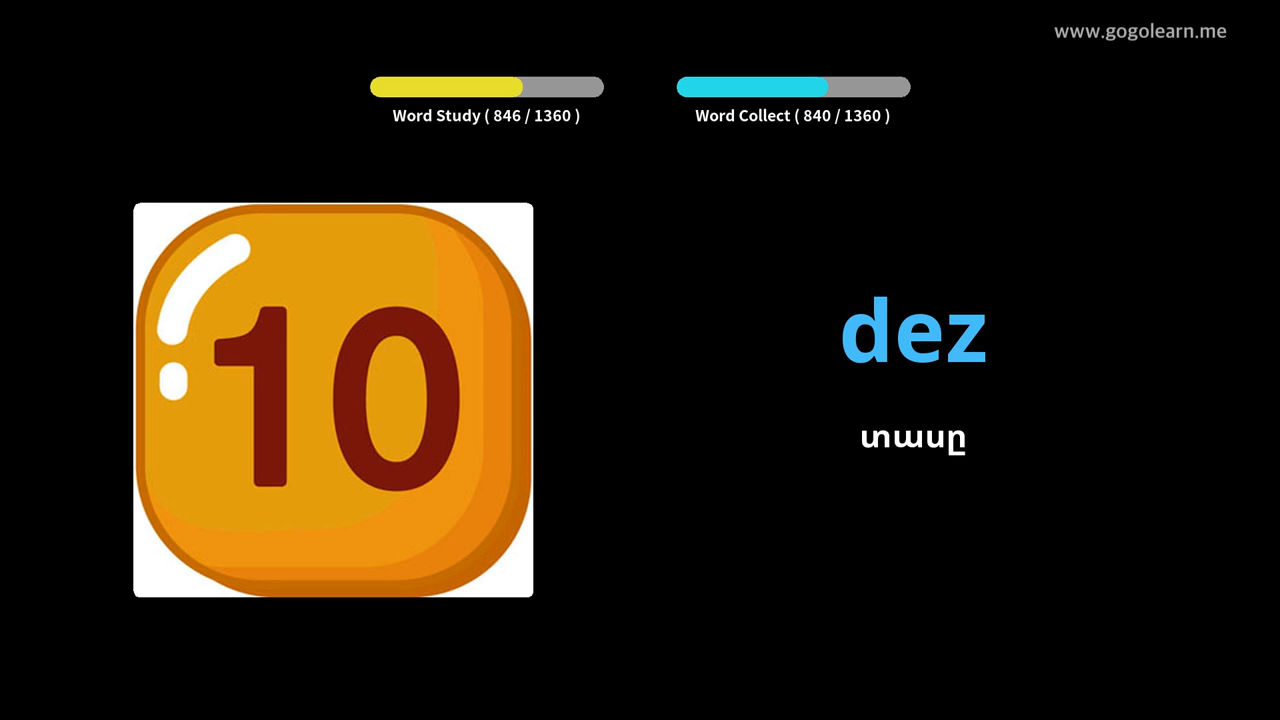 www.gogolearn.me
Word Study ( 846 / 1360 )
Word Collect ( 840 / 1360 )
10
dez
տասը